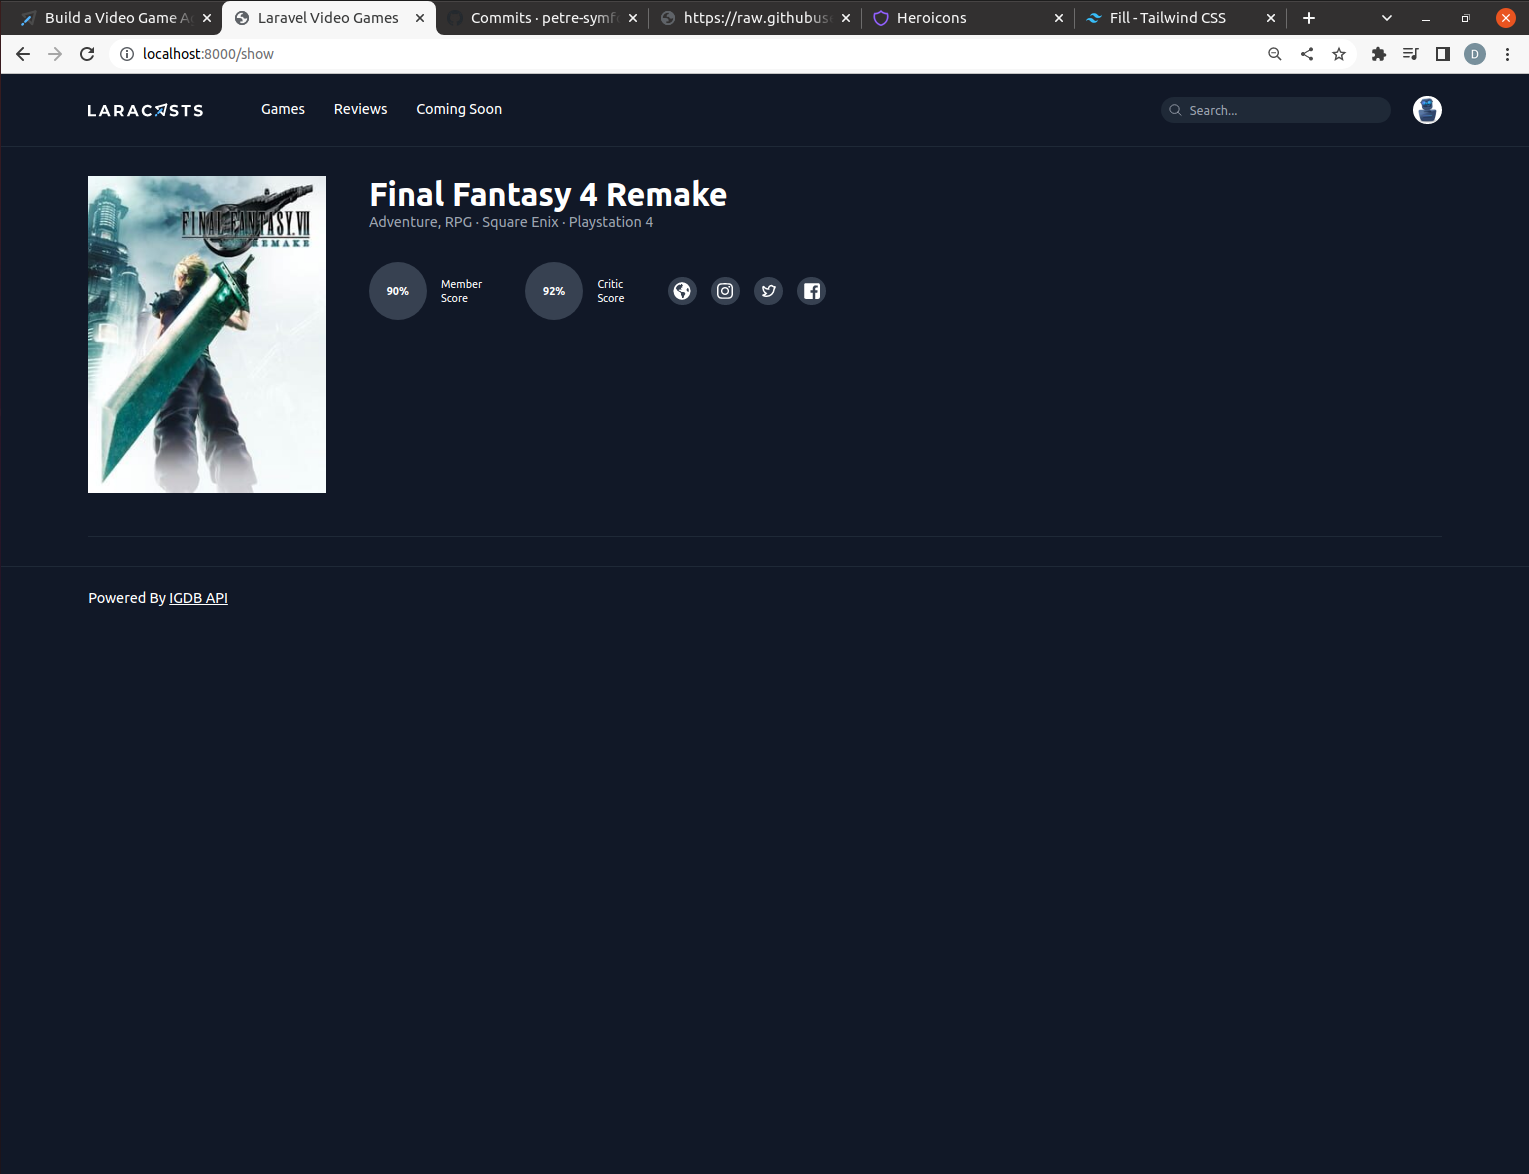 Build a Video Game A
Laravel Video Games
Commits · petre-symf
https://raw.githubus
Heroicons
Fill - Tailwind CSS
localhost:8000/show
D
LARACASTS
Games
Reviews
Coming Soon
Search...
FINAL FANTASY VII
REMAKE
Final Fantasy 4 Remake
Adventure, RPG · Square Enix · Playstation 4
90%
Member
Score
92%
Critic
Score
Powered By IGDB API